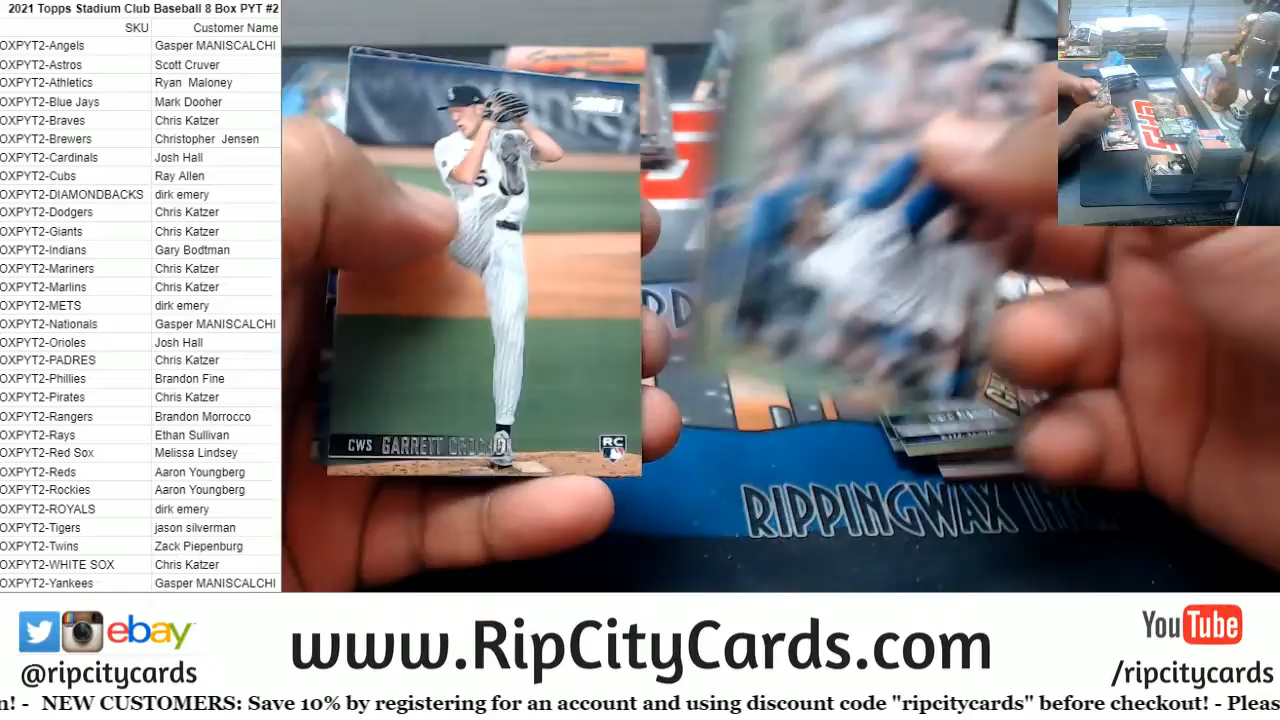 2021 Topps Stadium Club Baseball 8 Box PYT #2
SKU Customer Name
OXPYT2-Angels Gasper MANISCALCHI
OXPYT2-Astros Scott Cruver
OXPYT2-Athletics Ryan Maloney
OXPYT2-Blue Jays Mark Dooher
OXPYT2-Braves Chris Katzer
OXPYT2-Brewers Christopher Jensen
OXPYT2-Cardinals Josh Hall
OXPYT2-Cubs Ray Allen
OXPYT2-DIAMONDBACKS dirk emery
OXPYT2-Dodgers Chris Katzer
OXPYT2-Giants Chris Katzer
OXPYT2-Indians Gary Bodtman
OXPYT2-Mariners Chris Katzer
OXPYT2-Marlins Chris Katzer
OXPYT2-METS dirk emery
OXPYT2-Nationals Gasper MANISCALCHI
OXPYT2-Orioles Josh Hall
OXPYT2-PADRES Chris Katzer
OXPYT2-Phillies Brandon Fine
OXPYT2-Pirates Chris Katzer
OXPYT2-Rangers Brandon Morrocco
OXPYT2-Rays Ethan Sullivan
OXPYT2-Red Sox Melissa Lindsey
OXPYT2-Reds Aaron Youngberg
OXPYT2-Rockies Aaron Youngberg
OXPYT2-ROYALS dirk emery
OXPYT2-Tigers jason silverman
OXPYT2-Twins Zack Piepenburg
OXPYT2-WHITE SOX Chris Katzer
OXPYT2-Yankees Gasper MANISCALCHI
CWS GARRETT CROCHET
RC
RIPPINGWAX
ebay
@ripcitycards
www.RipCityCards.com
YouTube
/ripcitycards
n! - NEW CUSTOMERS: Save 10% by registering for an account and using discount code "ripcitycards" before checkout! - Pleas